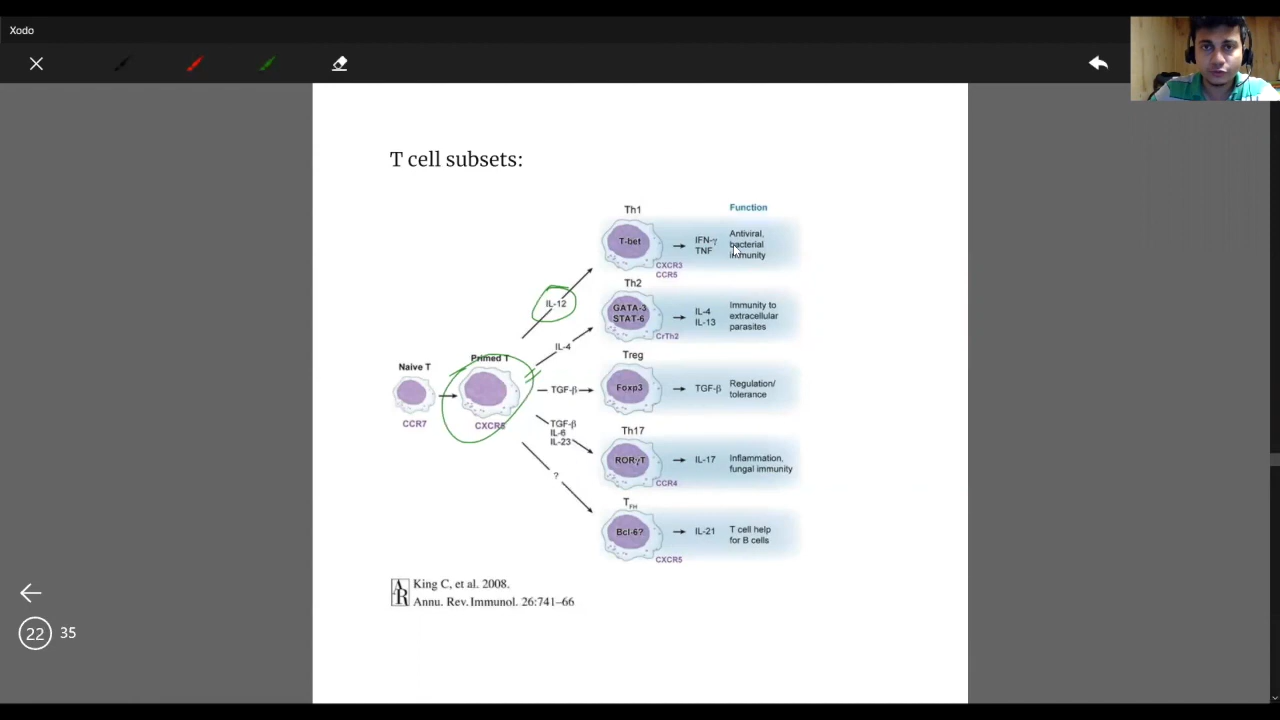 Xodo
T cell subsets:
Function
Th1
T-bet
IFN-γ
TNF
Antiviral,
bacterial
immunity
CXCR3
CCR5
IL-12
Th2
GATA-3
STAT-6
IL-4
IL-13
Immunity to
extracellular
parasites
CrTh2
IL-4
Naive T
CCR7
Primed T
CXCR5
TGF-β
Treg
Foxp3
TGF-β
Regulation/
tolerance
TGF-β
IL-6
IL-23
Th17
RORγT
IL-17
Inflammation,
fungal immunity
CCR4
?
TFH
Bcl-6?
IL-21
T cell help
for B cells
CXCR5
AR
King C, et al. 2008.
Annu. Rev. Immunol. 26:741–66
22 35